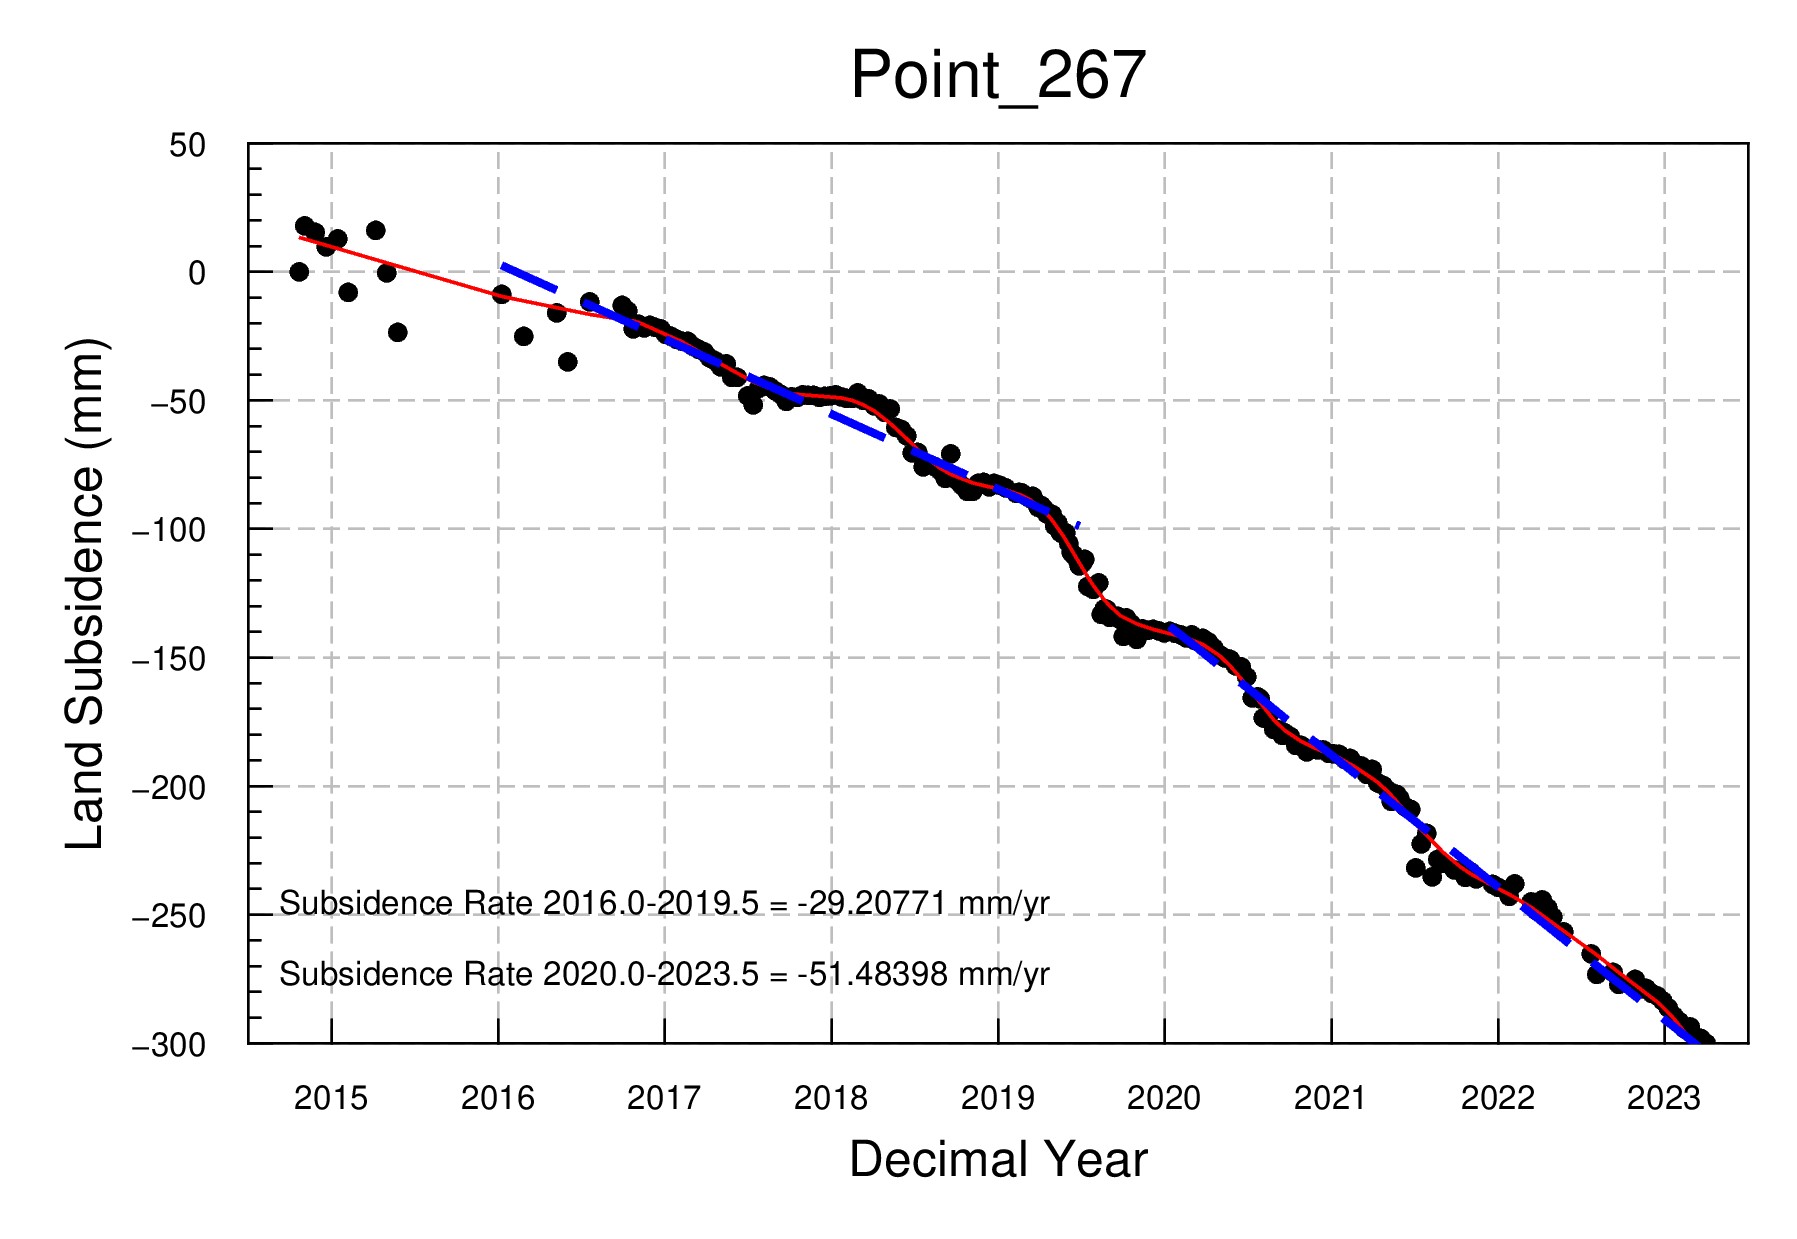 Point_267
50
0
−50
−100
−150
−200
−250
−300
Land Subsidence (mm)
Subsidence Rate 2016.0-2019.5 = -29.20771 mm/yr
Subsidence Rate 2020.0-2023.5 = -51.48398 mm/yr
2015 2016 2017 2018 2019 2020 2021 2022 2023
Decimal Year